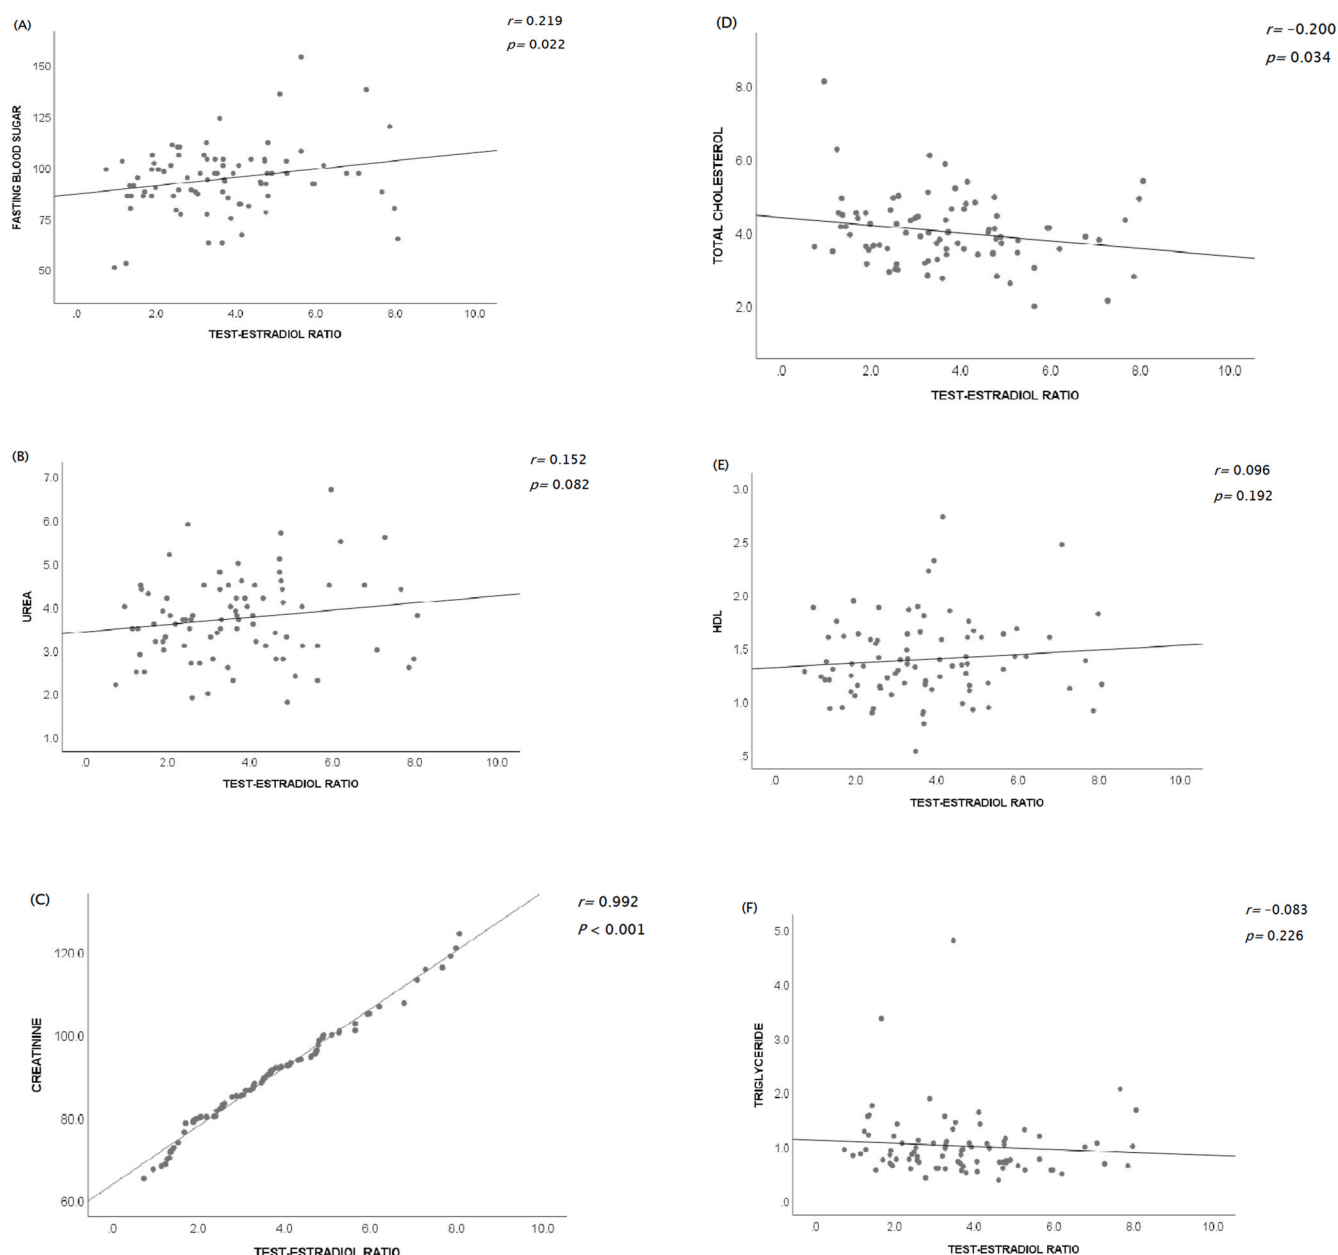 (A)
r= 0.219
p= 0.022
FASTING BLOOD SUGAR
150
125
100
75
50
.0 2.0 4.0 6.0 8.0 10.0
TEST-ESTRADIOL RATIO
(D)
r= -0.200
p= 0.034
TOTAL CHOLESTEROL
8.0
6.0
4.0
2.0
.0 2.0 4.0 6.0 8.0 10.0
TEST-ESTRADIOL RATIO
(B)
r= 0.152
p= 0.082
UREA
7.0
6.0
5.0
4.0
3.0
2.0
1.0
.0 2.0 4.0 6.0 8.0 10.0
TEST-ESTRADIOL RATIO
(E)
r= 0.096
p= 0.192
HDL
3.0
2.5
2.0
1.5
1.0
.5
.0 2.0 4.0 6.0 8.0 10.0
TEST-ESTRADIOL RATIO
(C)
r= 0.992
P < 0.001
CREATININE
120.0
100.0
80.0
60.0
.0 2.0 4.0 6.0 8.0 10.0
TEST-ESTRADIOL RATIO
(F)
r= -0.083
p= 0.226
TRIGLYCERIDE
5.0
4.0
3.0
2.0
1.0
.0
.0 2.0 4.0 6.0 8.0 10.0
TEST-ESTRADIOL RATIO